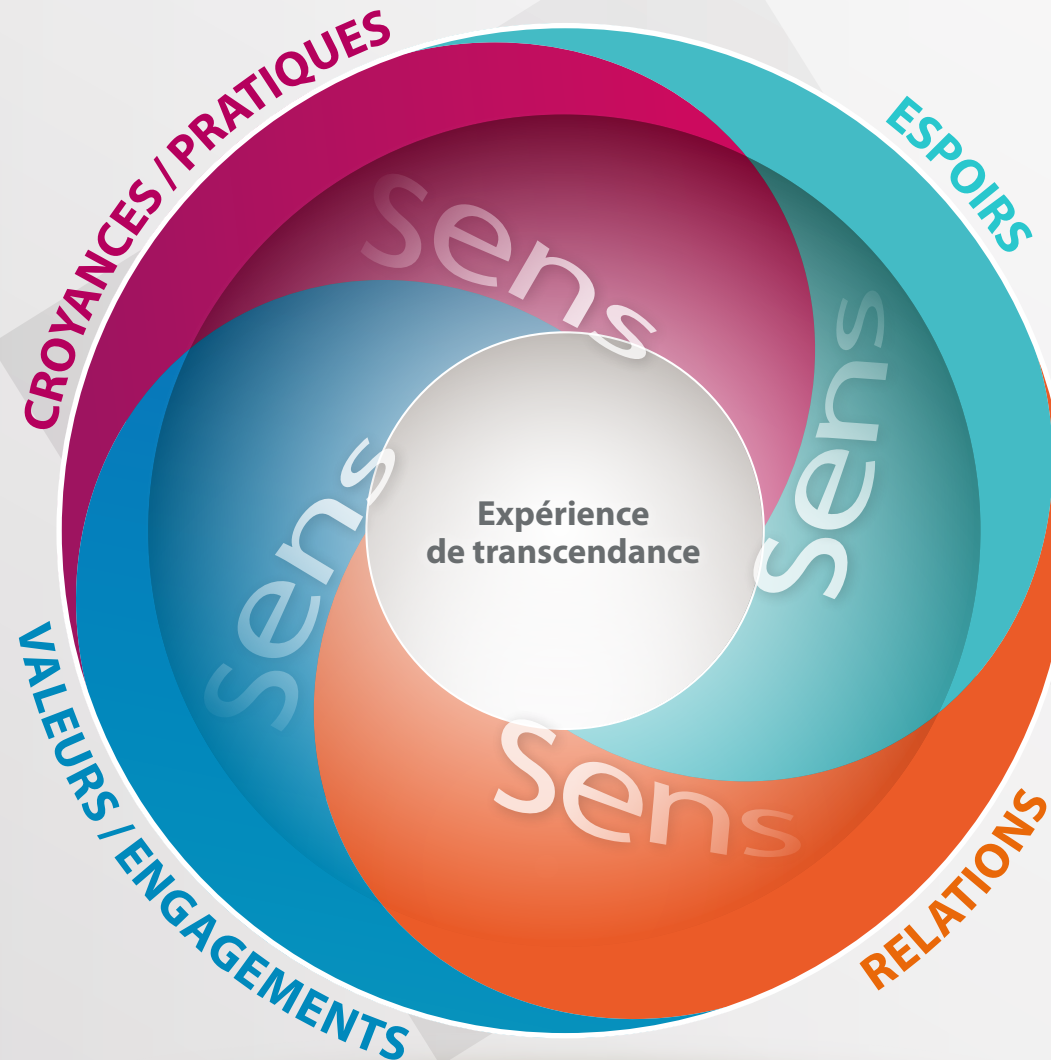 CROYANCES / PRATIQUES
ESPOIRS
Sens
Sens
Sens
Expérience
de transcendance
Sens
VALEURS / ENGAGEMENTS
RELATIONS